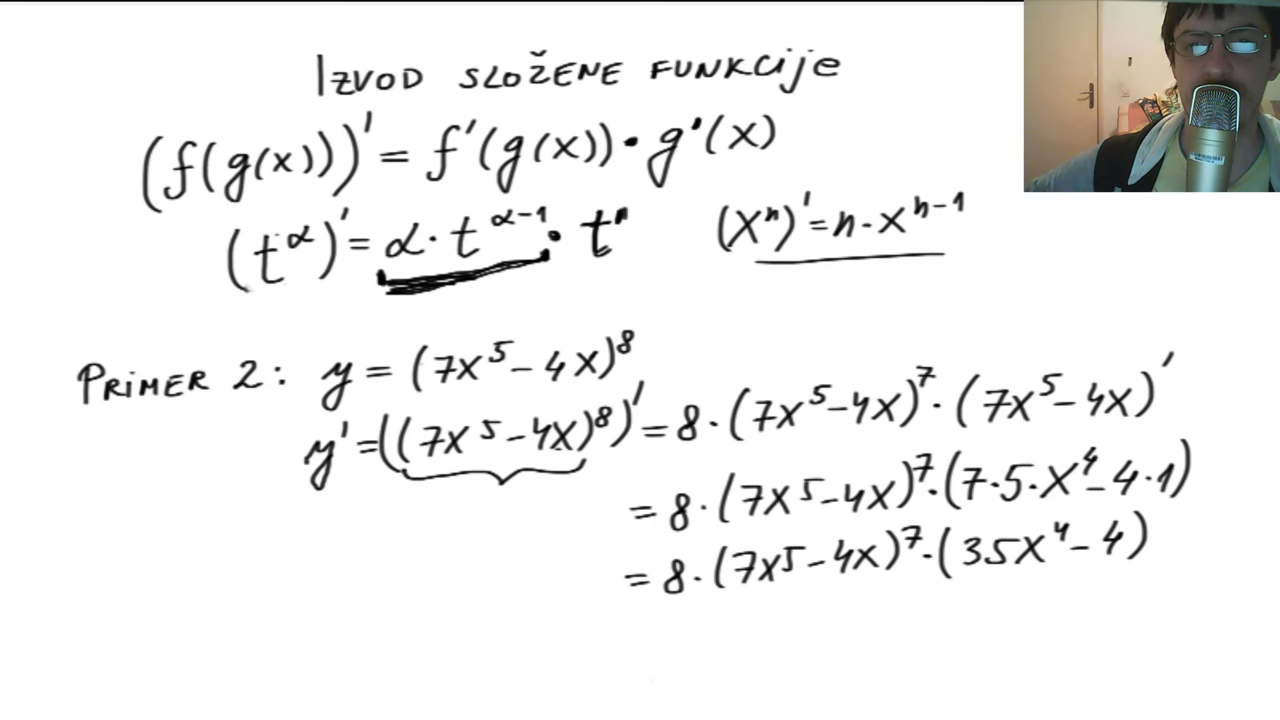 IZVOD SLOŽENE FUNKCIJE
(f(g(x)))' = f'(g(x)) · g'(x)
(t^α)' = α · t^(α-1) · t' (x^n)' = n · x^(n-1)
PRIMER 2: y = (7x^5 - 4x)^8
y' = ((7x^5 - 4x)^8)' = 8 · (7x^5 - 4x)^7 · (7x^5 - 4x)'
= 8 · (7x^5 - 4x)^7 · (7 · 5 · x^4 - 4 · 1)
= 8 · (7x^5 - 4x)^7 · (35x^4 - 4)